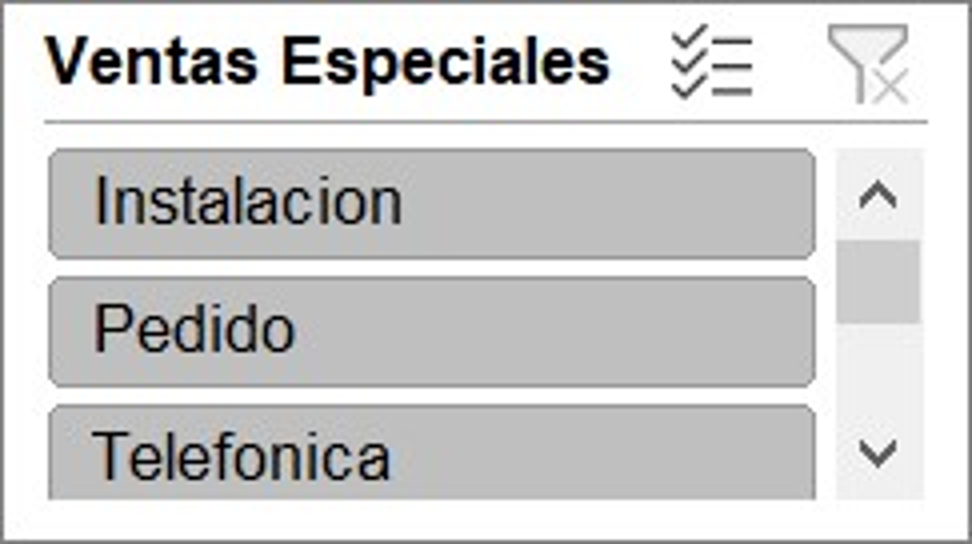 Ventas Especiales
Instalacion
Pedido
Telefonica